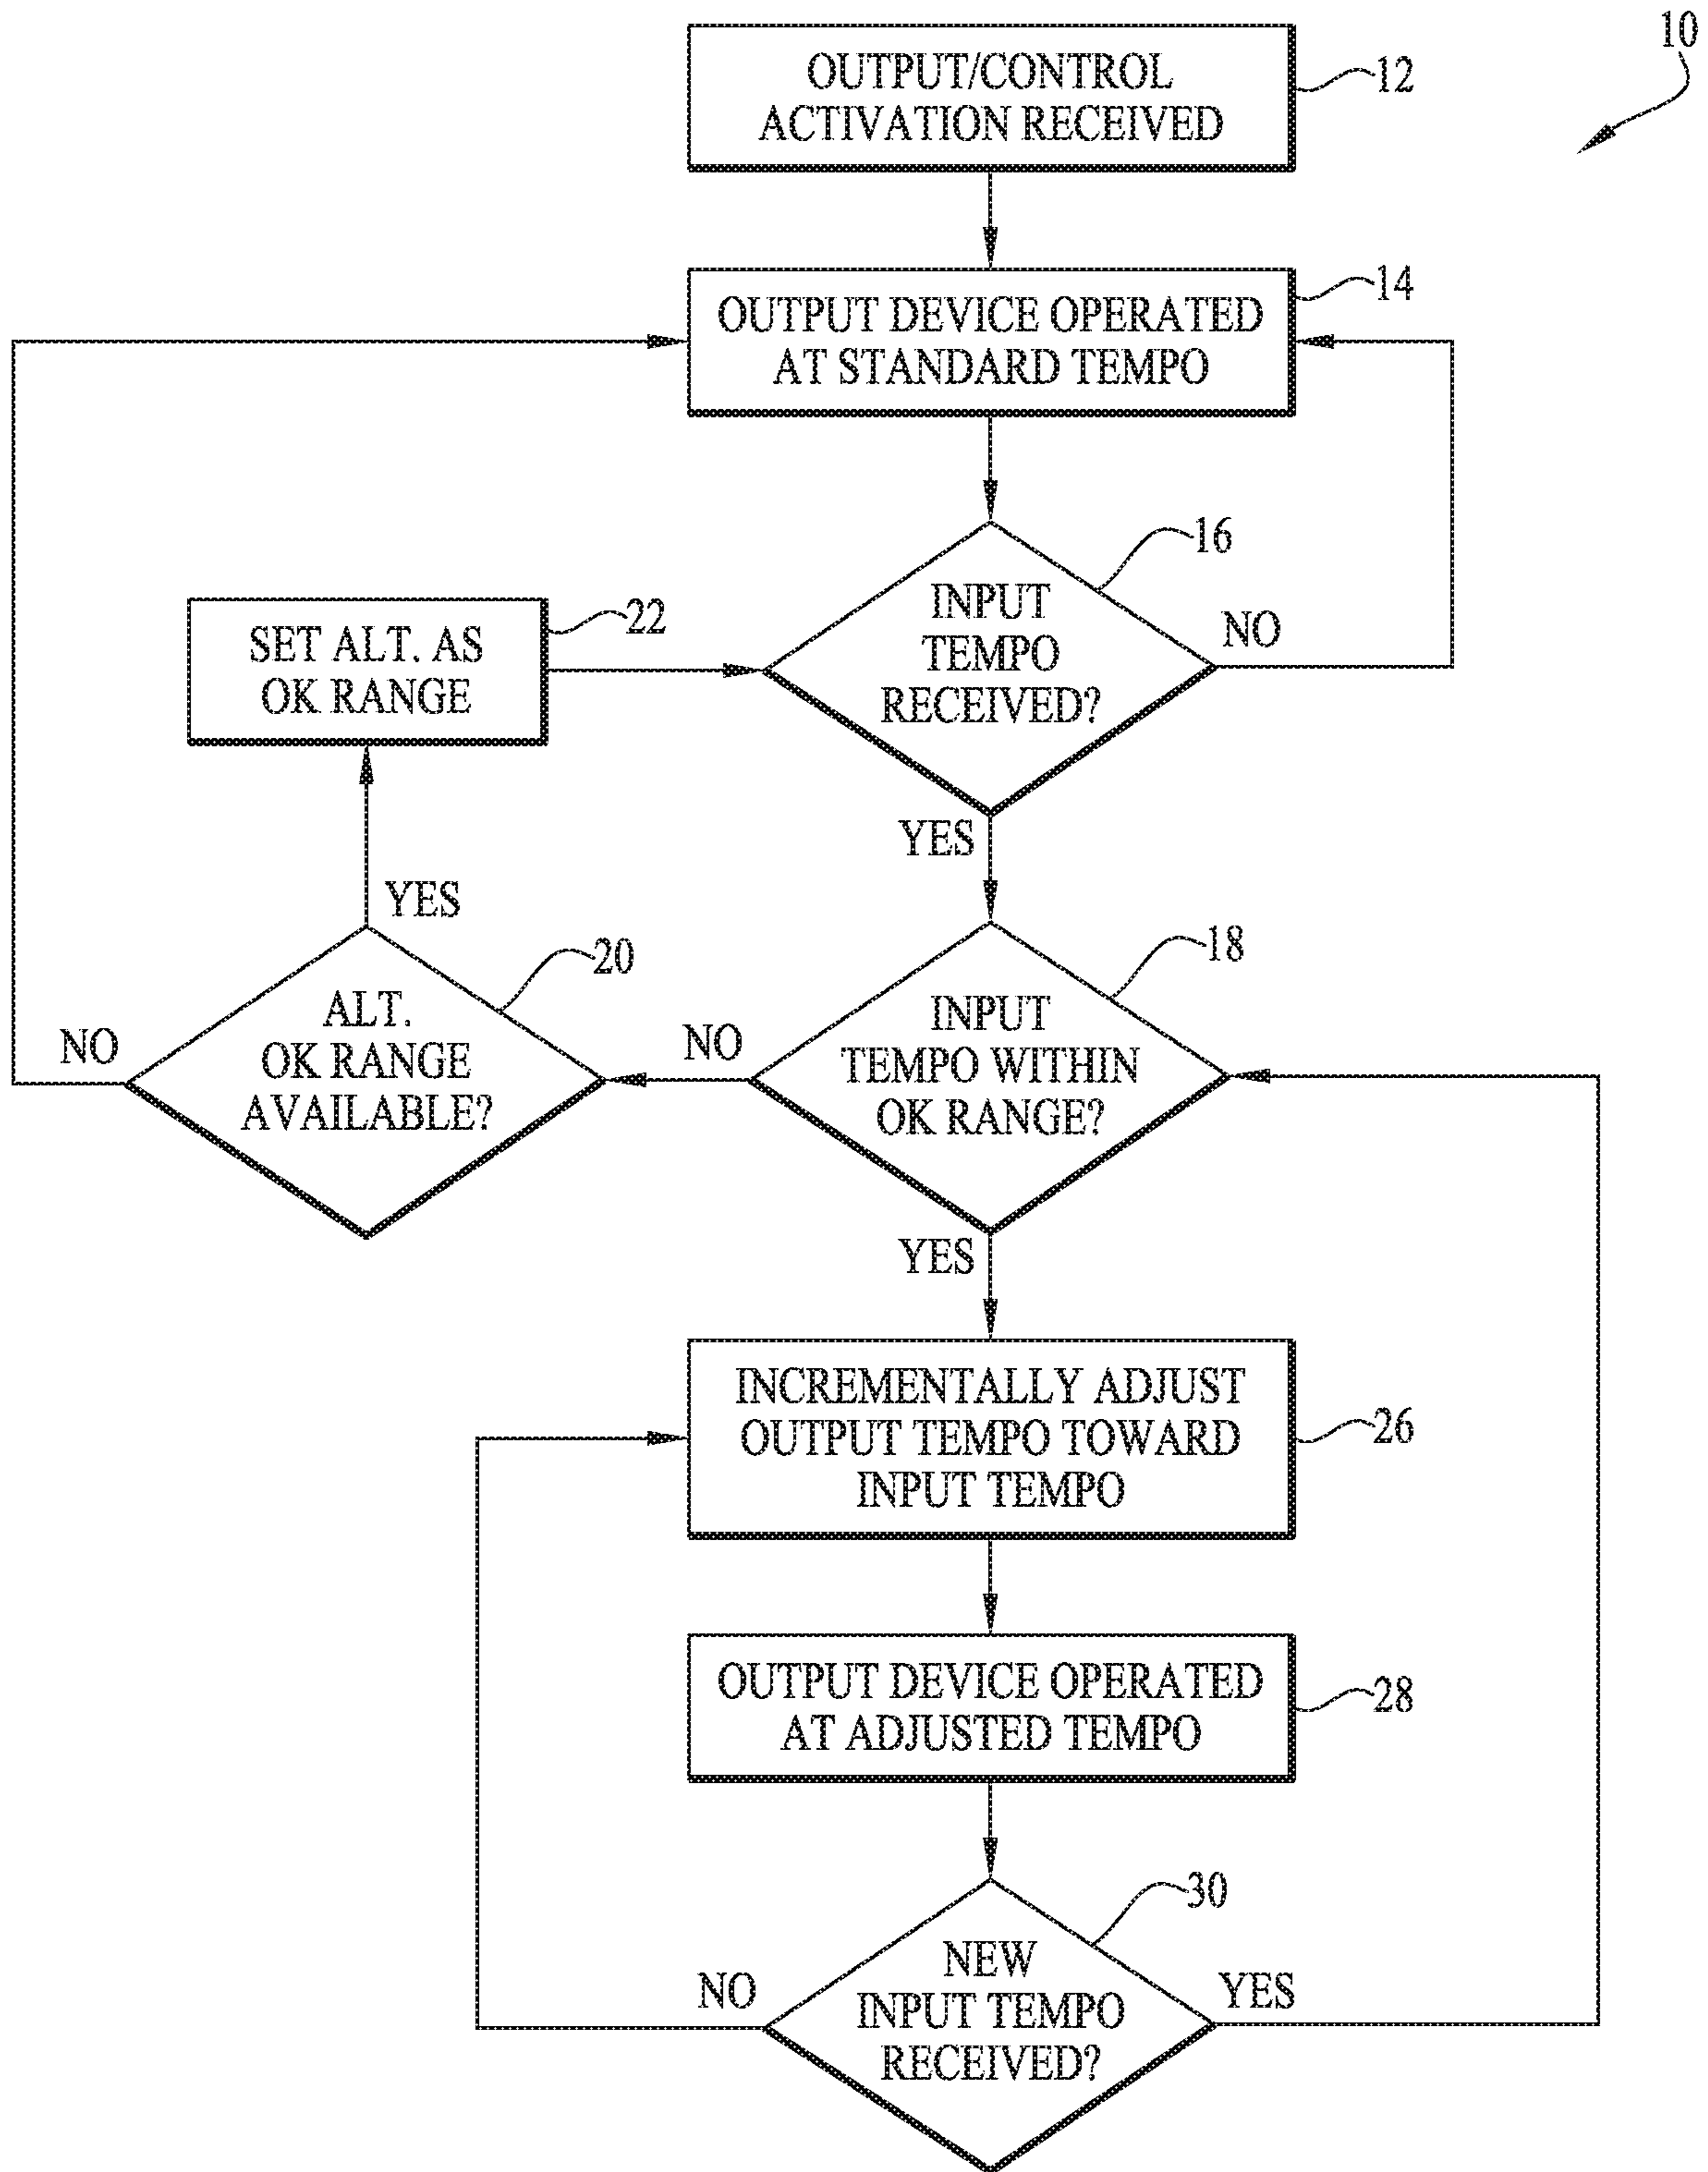 10
OUTPUT/CONTROL
ACTIVATION RECEIVED
12
OUTPUT DEVICE OPERATED
AT STANDARD TEMPO
14
INPUT
TEMPO
RECEIVED?
16
NO
SET ALT. AS
OK RANGE
22
YES
YES
ALT.
OK RANGE
AVAILABLE?
20
NO
NO
INPUT
TEMPO WITHIN
OK RANGE?
18
YES
INCREMENTALLY ADJUST
OUTPUT TEMPO TOWARD
INPUT TEMPO
26
OUTPUT DEVICE OPERATED
AT ADJUSTED TEMPO
28
NEW
INPUT TEMPO
RECEIVED?
30
NO
YES